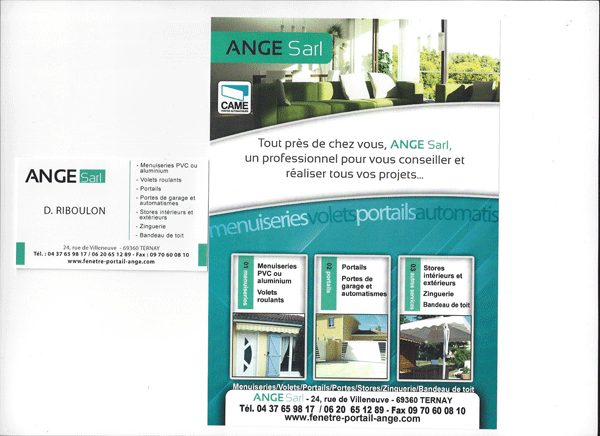 ANGE Sarl
- Menuiseries PVC ou
aluminium
- Volets roulants
- Portails
- Portes de garage et
automatismes
- Stores intérieurs et
extérieurs
- Zinguerie
- Bandeau de toit
D. RIBOULON
24, rue de Villeneuve - 69360 TERNAY
Tél. : 04 37 65 98 17 / 06 20 65 12 89 - Fax : 09 70 60 08 10
www.fenetre-portail-ange.com
ANGE Sarl
CAME
Tout près de chez vous, ANGE Sarl,
un professionnel pour vous conseiller et
réaliser tous vos projets...
menuiseriesvoletsportailsautomatis
01 menuiseries
Menuiseries
PVC ou
aluminium
Volets
roulants
02 portails
Portails
Portes de
garage et
automatismes
03 autres services
Stores
intérieurs et
extérieurs
Zinguerie
Bandeau de toit
Menuiseries/Volets/Portails/Portes/Stores/Zinguerie/Bandeau de toit
ANGE Sarl - 24, rue de Villeneuve - 69360 TERNAY
Tél. 04 37 65 98 17 / 06 20 65 12 89 - Fax 09 70 60 08 10
www.fenetre-portail-ange.com